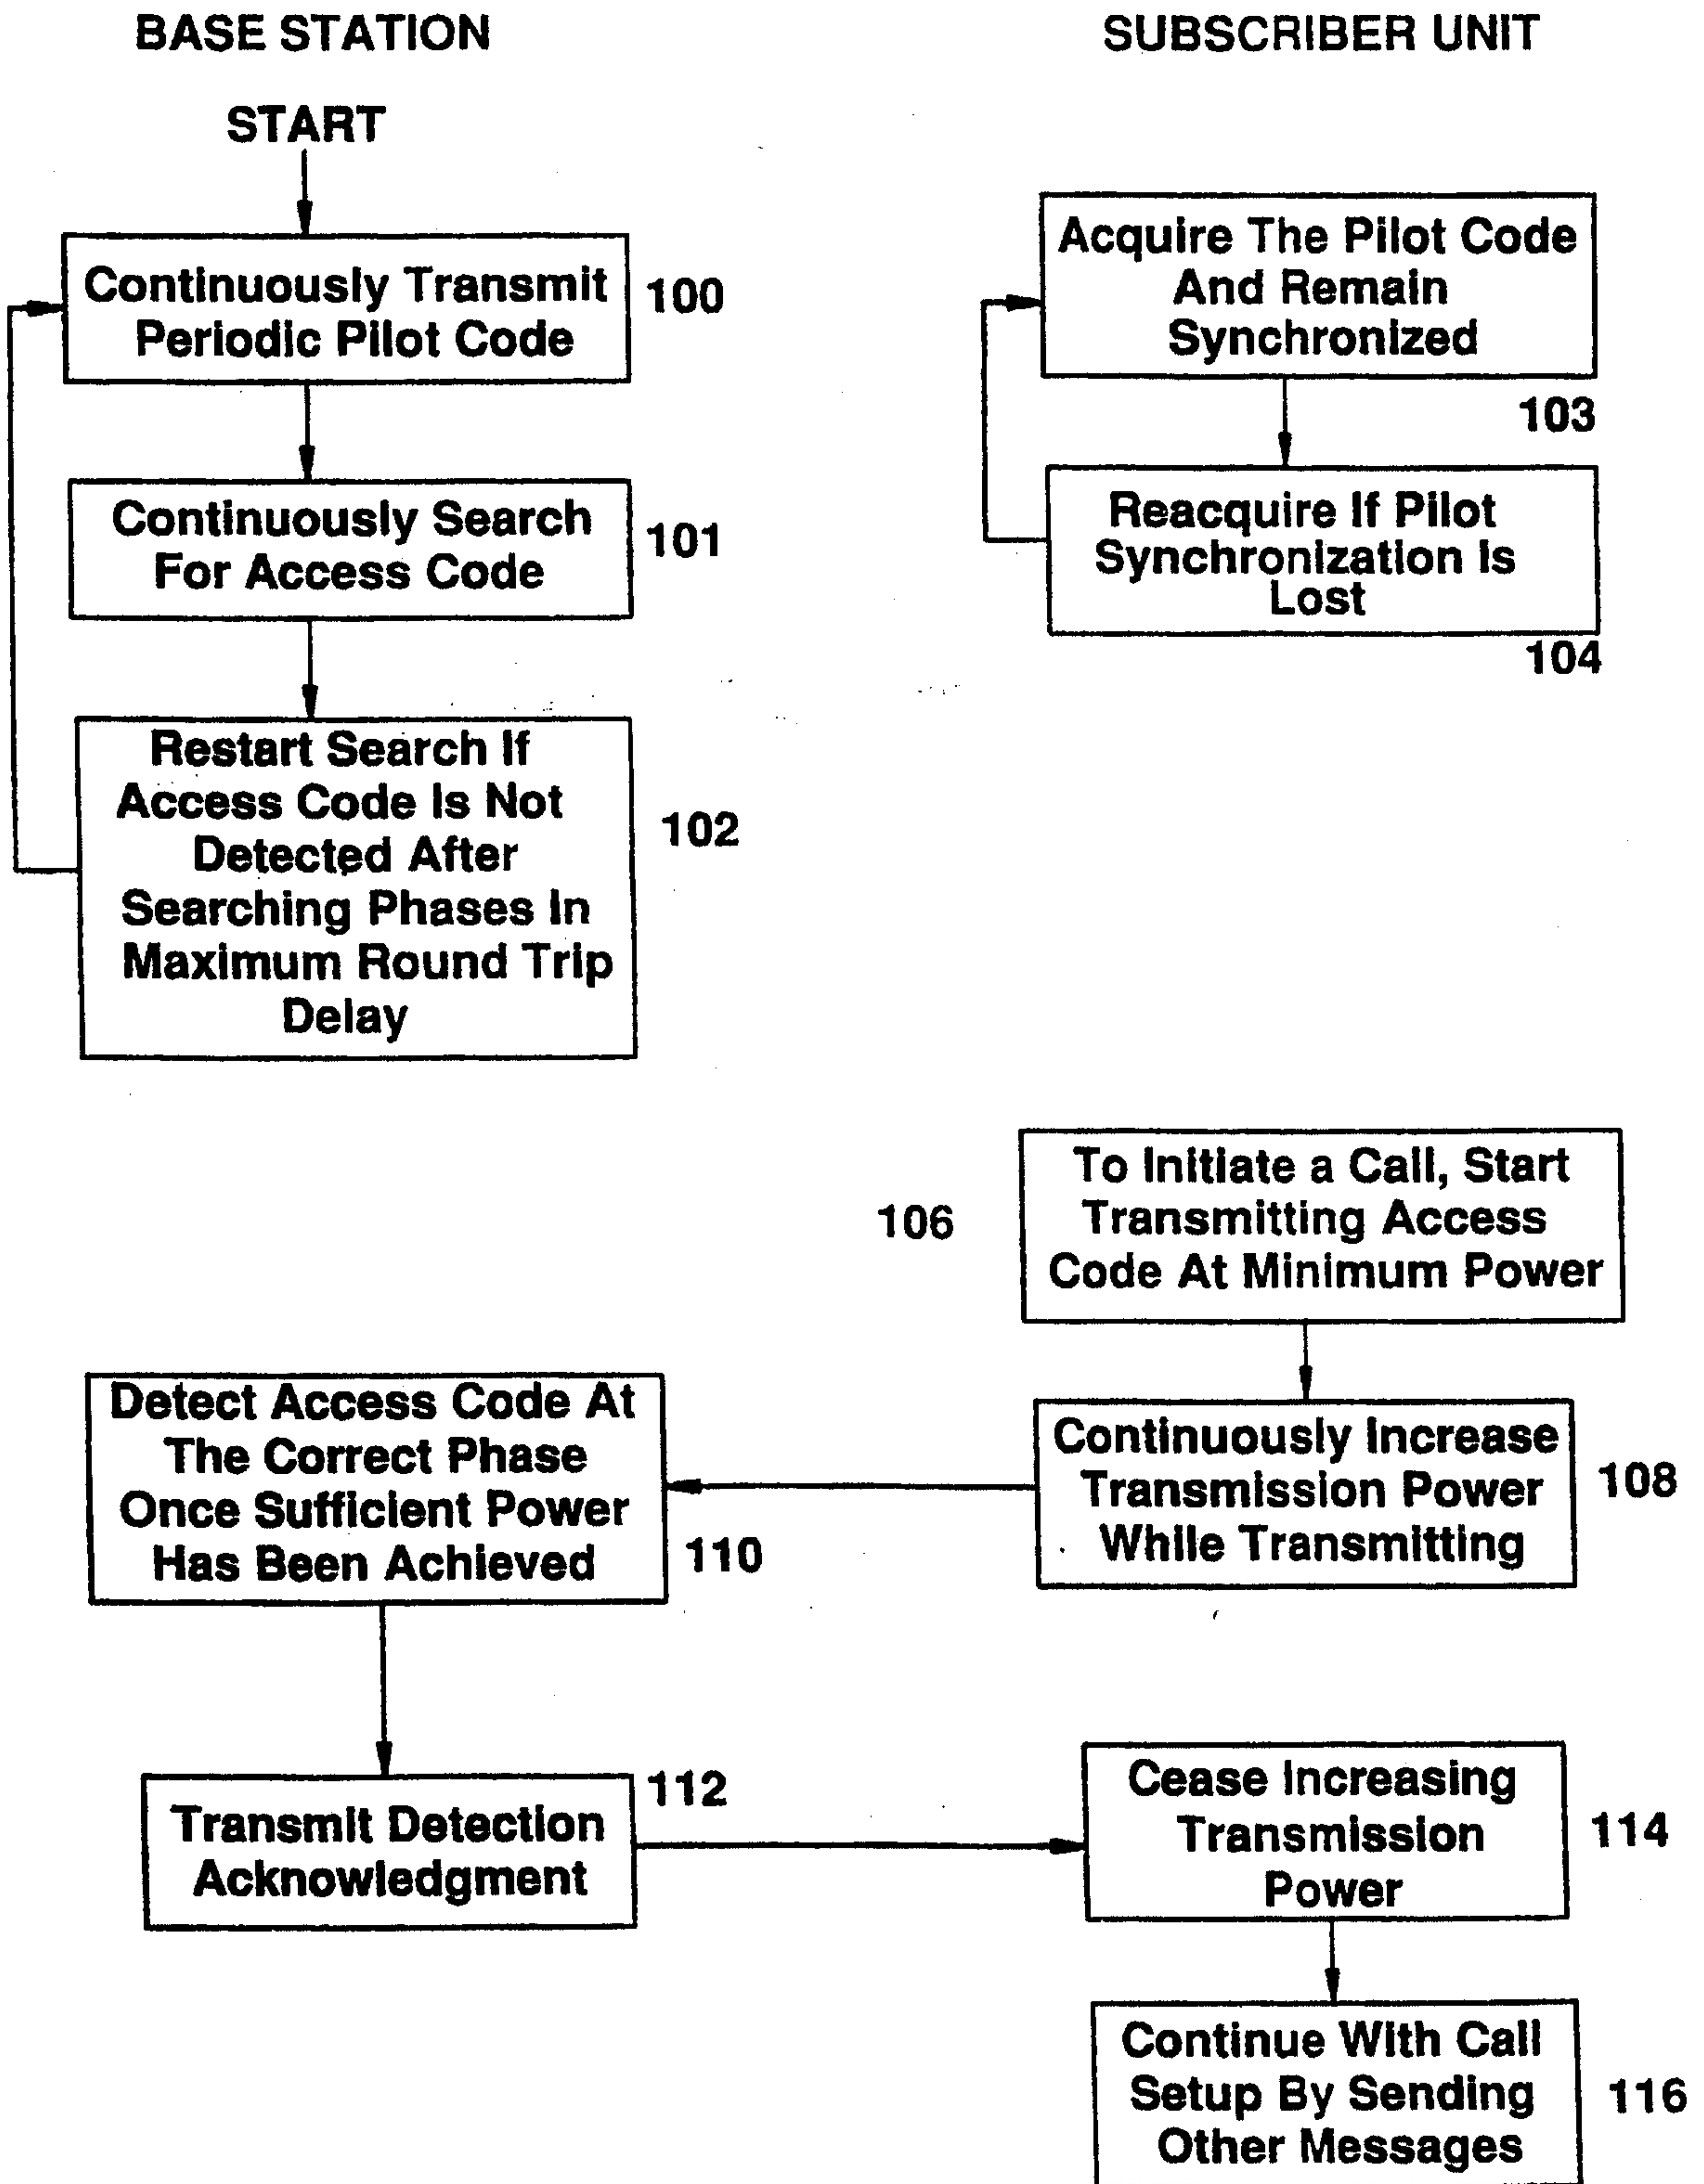 BASE STATION
SUBSCRIBER UNIT
START
Continuously Transmit
Periodic Pilot Code
100
Continuously Search
For Access Code
101
Restart Search If
Access Code Is Not
Detected After
Searching Phases In
Maximum Round Trip
Delay
102
Acquire The Pilot Code
And Remain
Synchronized
103
Reacquire If Pilot
Synchronization Is
Lost
104
106
To Initiate a Call, Start
Transmitting Access
Code At Minimum Power
Continuously Increase
Transmission Power
While Transmitting
108
Detect Access Code At
The Correct Phase
Once Sufficient Power
Has Been Achieved
110
Transmit Detection
Acknowledgment
112
Cease Increasing
Transmission
Power
114
Continue With Call
Setup By Sending
Other Messages
116